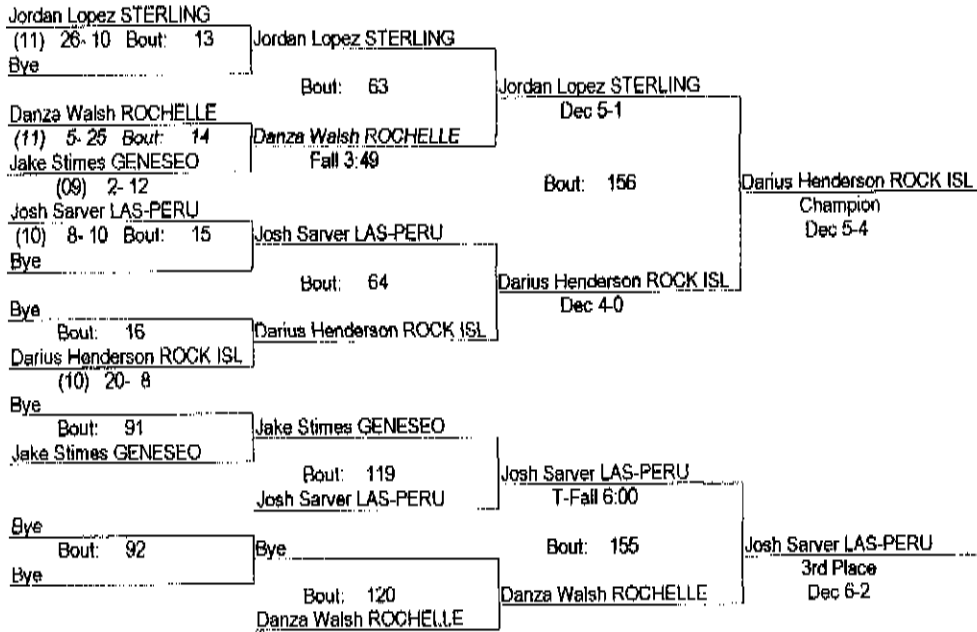 Jordan Lopez STERLING
(11) 26-10 Bout: 13
Bye
Jordan Lopez STERLING
Bout: 63
Danza Walsh ROCHELLE
(11) 5-25 Bout: 14
Jake Stimes GENESEO
(09) 2-12
Danza Walsh ROCHELLE
Fall 3:49
Jordan Lopez STERLING
Dec 5-1
Bout: 156
Josh Sarver LAS-PERU
(10) 8-10 Bout: 15
Bye
Josh Sarver LAS-PERU
Bout: 64
Bye
Bout: 16
Darius Henderson ROCK ISL
(10) 20-8
Darius Henderson ROCK ISL
Darius Henderson ROCK ISL
Dec 4-0
Darius Henderson ROCK ISL
Champion
Dec 5-4
Bye
Bout: 91
Jake Stimes GENESEO
Jake Stimes GENESEO
Bout: 119
Josh Sarver LAS-PERU
Josh Sarver LAS-PERU
T-Fall 6:00
Bout: 155
Bye
Bout: 92
Bye
Bye
Bout: 120
Danza Walsh ROCHELLE
Danza Walsh ROCHELLE
Josh Sarver LAS-PERU
3rd Place
Dec 6-2